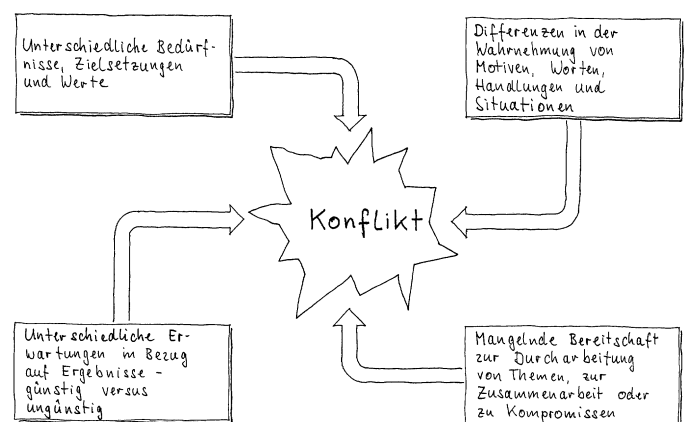 Unterschiedliche Bedürf-
nisse, Zielsetzungen
und Werte
Differenzen in der
Wahrnehmung von
Motiven, Worten,
Handlungen und
Situationen
Konflikt
Unterschiedliche Er-
wartungen in Bezug
auf Ergebnisse -
günstig versus
ungünstig
Mangelnde Bereitschaft
zur Durcharbeitung
von Themen, zur
Zusammenarbeit oder
zu Kompromissen